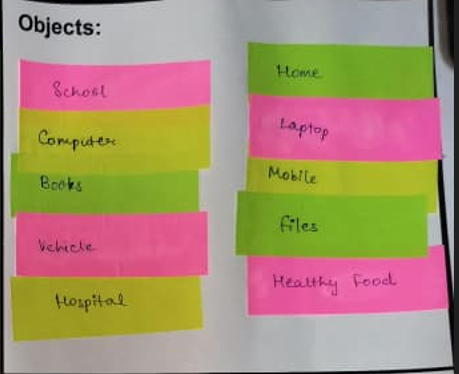 Objects:
School
Computer
Books
Vehicle
Hospital
Home
Laptop
Mobile
files
Healthy Food